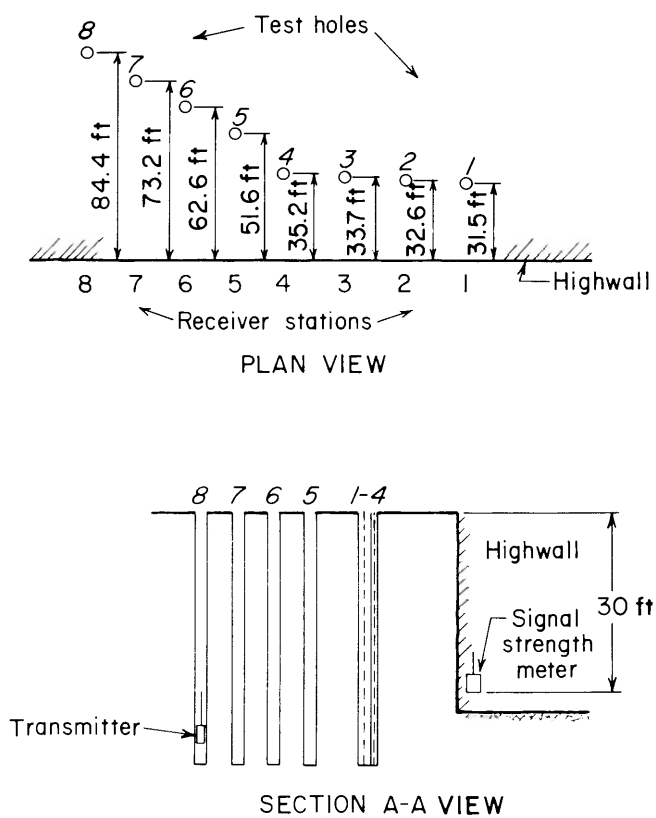 8
Test holes
7
6
5
4
3
2
1
84.4 ft
73.2 ft
62.6 ft
51.6 ft
35.2 ft
33.7 ft
32.6 ft
31.5 ft
8 7 6 5 4 3 2 1
Highwall
Receiver stations
PLAN VIEW
8 7 6 5 1-4
Highwall
30 ft
Signal
strength
meter
Transmitter
SECTION A-A VIEW